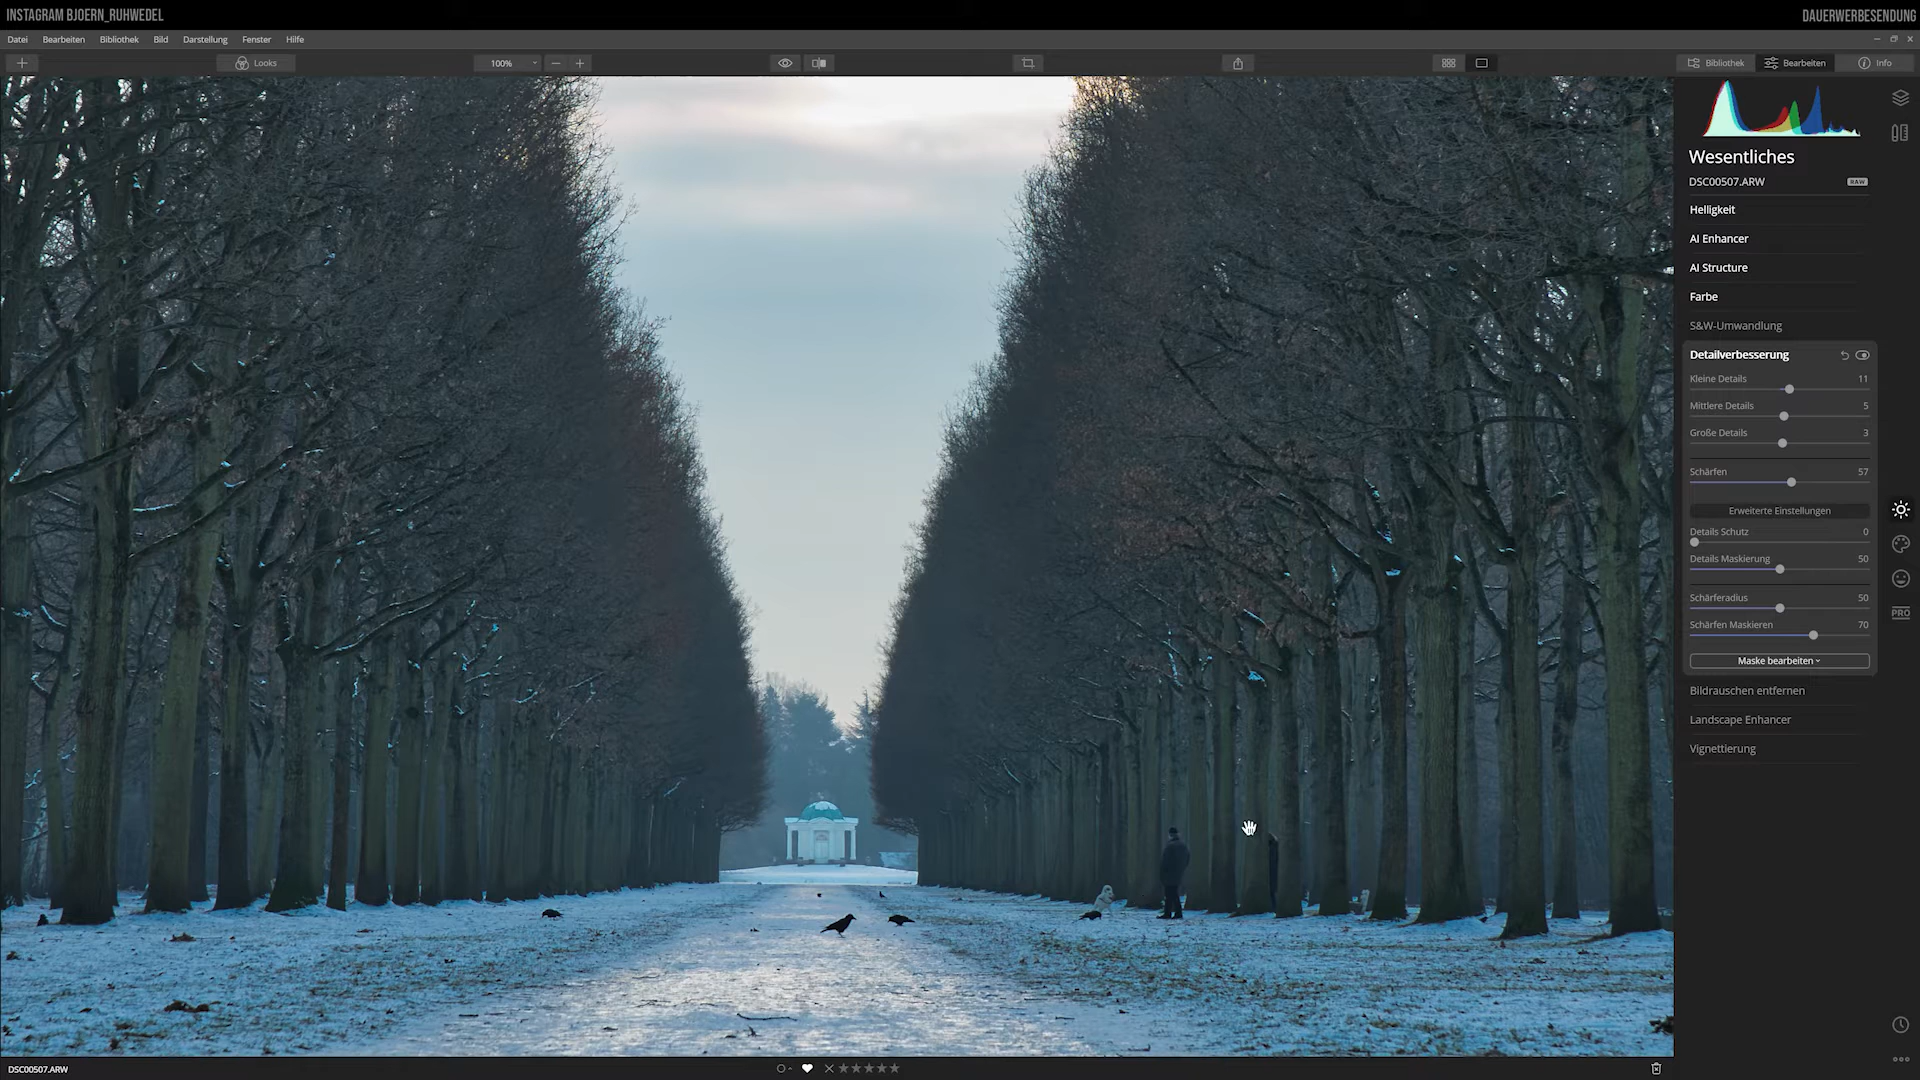 INSTAGRAM BJOERN_RUHWEDEL
DAUERWERBESENDUNG
Datei Bearbeiten Bibliothek Bild Darstellung Fenster Hilfe
Looks 100% Bibliothek Bearbeiten Info
Wesentliches
DSC00507.ARW RAW
Helligkeit
AI Enhancer
AI Structure
Farbe
S&W-Umwandlung
Detailverbesserung
Kleine Details 11
Mittlere Details 5
Große Details 3
Schärfen 57
Erweiterte Einstellungen
Details Schutz 0
Details Maskierung 50
Schärferadius 50
Schärfen Maskieren 70
Maske bearbeiten
Bildrauschen entfernen
Landscape Enhancer
Vignettierung
PRO
DSC00507.ARW